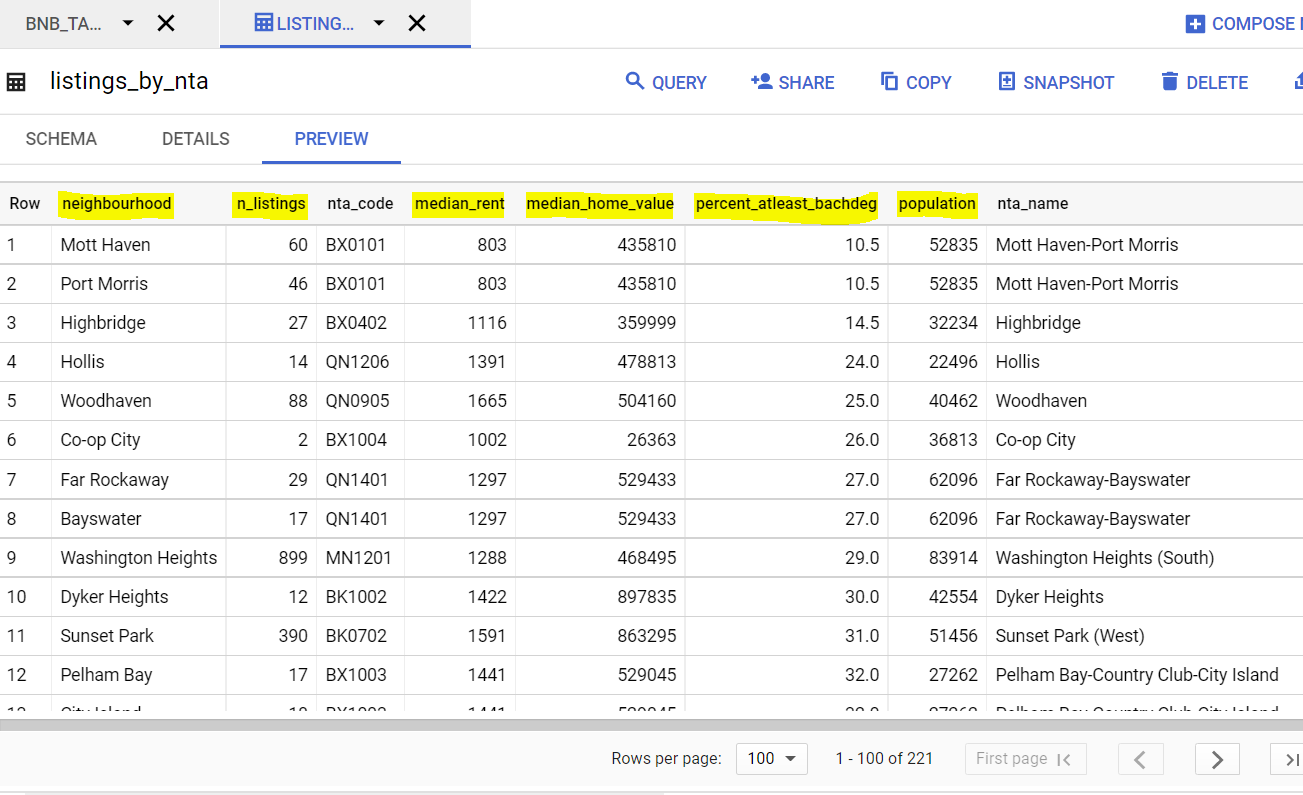 BNB_TA...
LISTING...
COMPOSE
listings_by_nta
QUERY SHARE COPY SNAPSHOT DELETE
SCHEMA DETAILS PREVIEW
Row neighbourhood n_listings nta_code median_rent median_home_value percent_atleast_bachdeg population nta_name
1 Mott Haven 60 BX0101 803 435810 10.5 52835 Mott Haven-Port Morris
2 Port Morris 46 BX0101 803 435810 10.5 52835 Mott Haven-Port Morris
3 Highbridge 27 BX0402 1116 359999 14.5 32234 Highbridge
4 Hollis 14 QN1206 1391 478813 24.0 22496 Hollis
5 Woodhaven 88 QN0905 1665 504160 25.0 40462 Woodhaven
6 Co-op City 2 BX1004 1002 26363 26.0 36813 Co-op City
7 Far Rockaway 29 QN1401 1297 529433 27.0 62096 Far Rockaway-Bayswater
8 Bayswater 17 QN1401 1297 529433 27.0 62096 Far Rockaway-Bayswater
9 Washington Heights 899 MN1201 1288 468495 29.0 83914 Washington Heights (South)
10 Dyker Heights 12 BK1002 1422 897835 30.0 42554 Dyker Heights
11 Sunset Park 390 BK0702 1591 863295 31.0 51456 Sunset Park (West)
12 Pelham Bay 17 BX1003 1441 529045 32.0 27262 Pelham Bay-Country Club-City Island
Rows per page: 100 1 - 100 of 221 First page